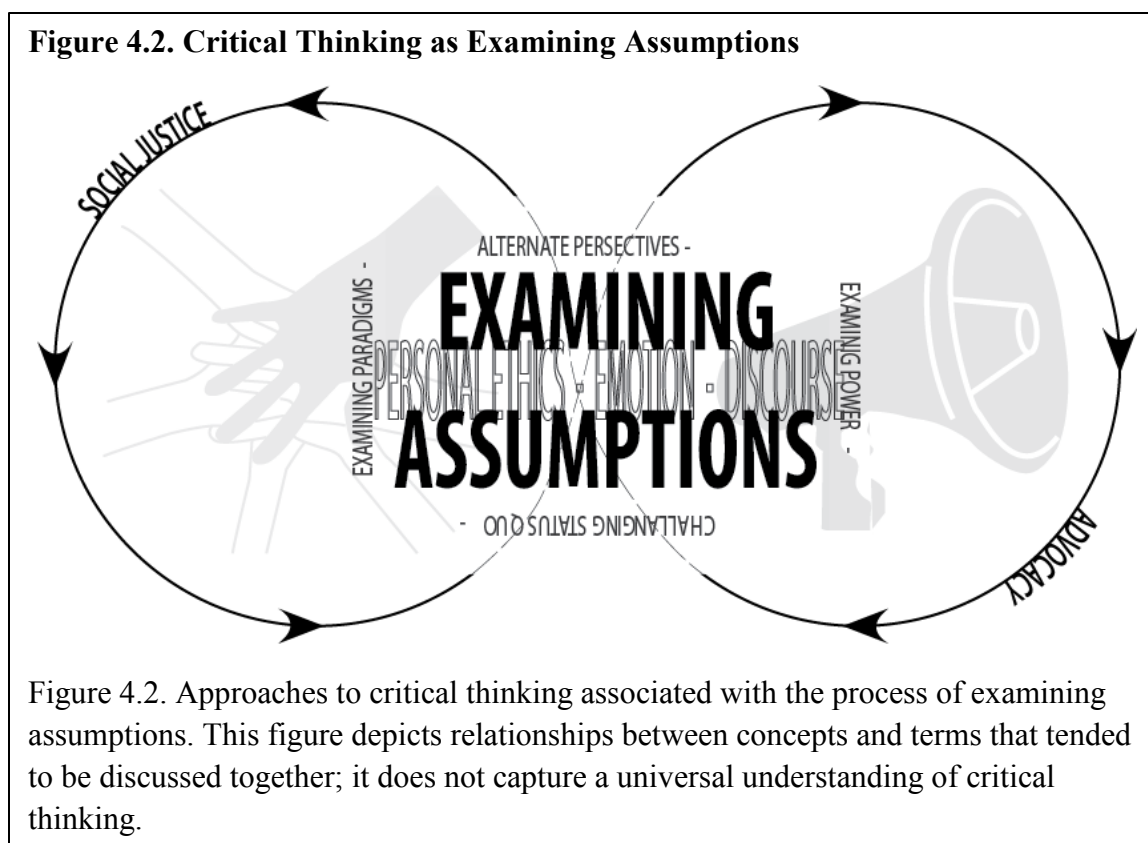 Figure 4.2. Critical Thinking as Examining Assumptions
SOCIAL JUSTICE
ALTERNATE PERSECTIVES -
EXAMINING PARADIGMS -
EXAMINING
PERSONAL ETHICS - EMOTION - DISCOURSE
ASSUMPTIONS
EXAMINING POWER -
CHALLANGING STATUS QUO -
ADVOCACY
Figure 4.2. Approaches to critical thinking associated with the process of examining
assumptions. This figure depicts relationships between concepts and terms that tended
to be discussed together; it does not capture a universal understanding of critical
thinking.